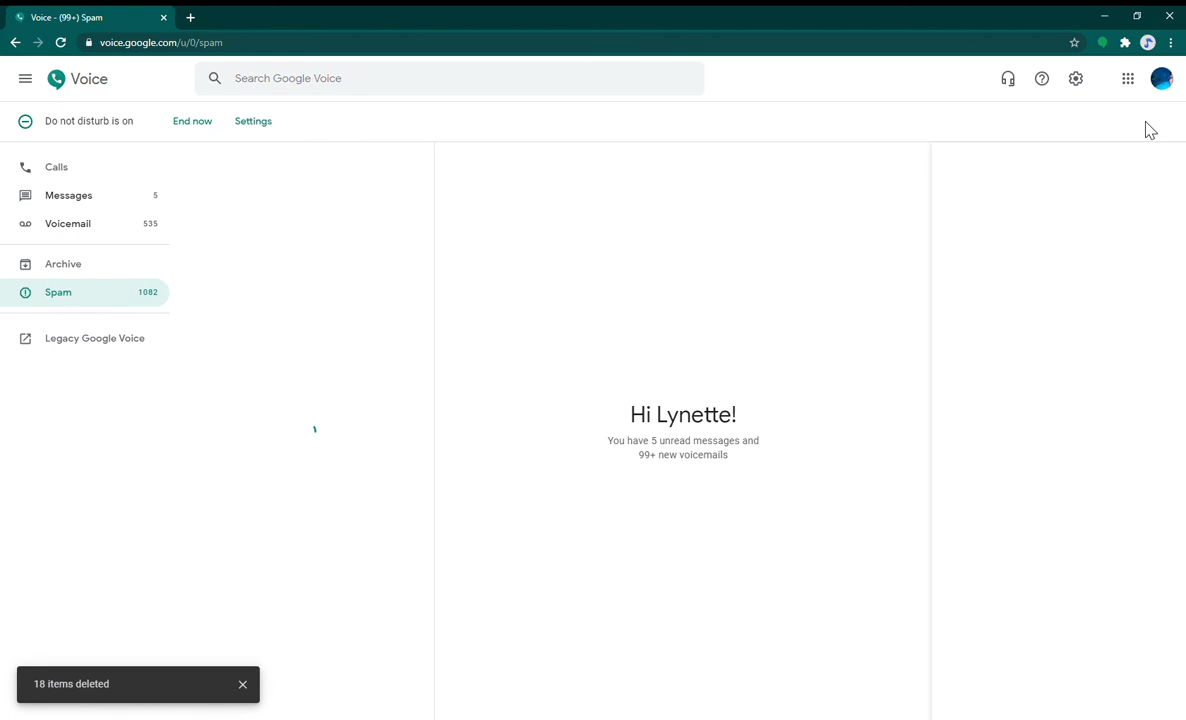 Voice - (99+) Spam
voice.google.com/u/0/spam
Voice
Search Google Voice
Do not disturb is on
End now
Settings
Calls
Messages 5
Voicemail 535
Archive
Spam 1082
Legacy Google Voice
Hi Lynette!
You have 5 unread messages and
99+ new voicemails
18 items deleted